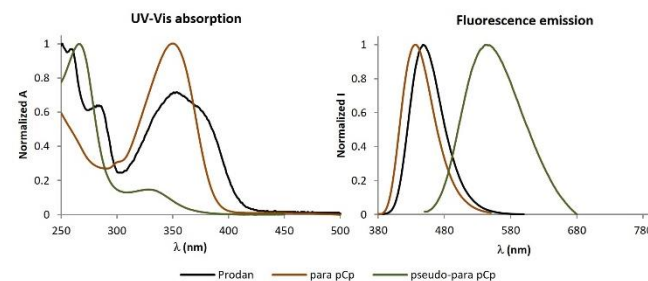 UV-Vis absorption
Normalized A
1
0.8
0.6
0.4
0.2
0
250 300 350 400 450 500
λ (nm)
Fluorescence emission
Normalized I
1
0.8
0.6
0.4
0.2
0
380 480 580 680 780
λ (nm)
Prodan para pCp pseudo-para pCp